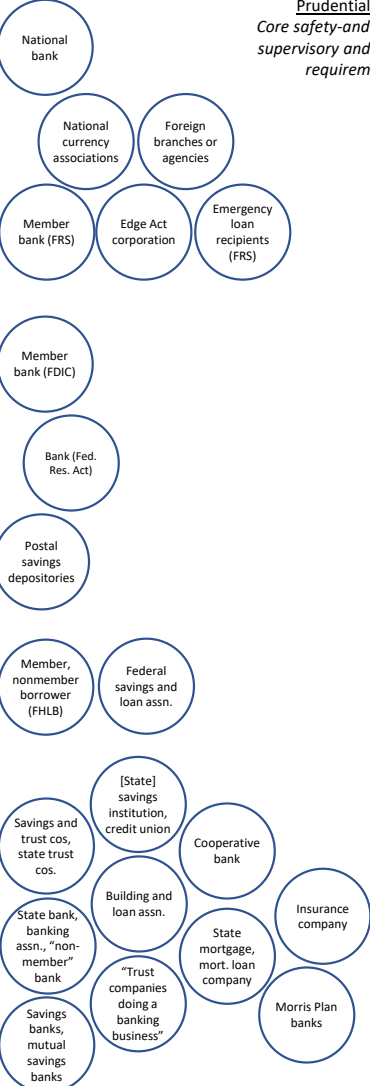 Prudential
Core safety-and
supervisory and
requirem
National
bank
National
currency
associations
Foreign
branches or
agencies
Member
bank (FRS)
Edge Act
corporation
Emergency
loan
recipients
(FRS)
Member
bank (FDIC)
Bank (Fed.
Res. Act)
Postal
savings
depositories
Member,
nonmember
borrower
(FHLB)
Federal
savings and
loan assn.
[State]
savings
institution,
credit union
Savings and
trust cos,
state trust
cos.
Cooperative
bank
Building and
loan assn.
Insurance
company
State bank,
banking
assn., “non-
member”
bank
State
mortgage,
mort. loan
company
“Trust
companies
doing a
banking
business”
Morris Plan
banks
Savings
banks,
mutual
savings
banks